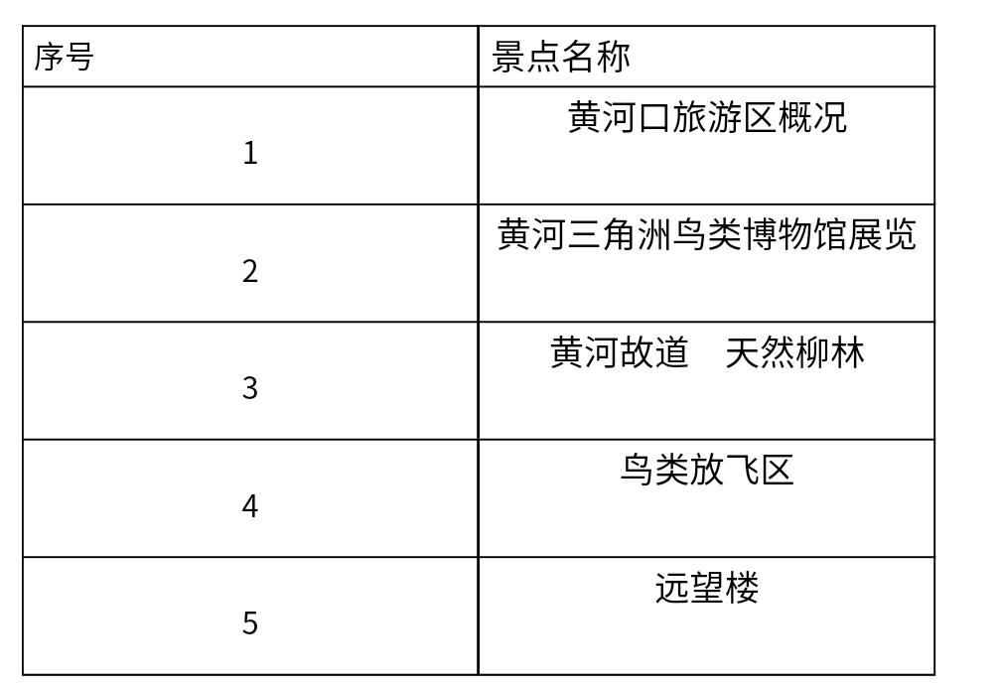 序号 景点名称
1 黄河口旅游区概况
2 黄河三角洲鸟类博物馆展览
3 黄河故道　天然柳林
4 鸟类放飞区
5 远望楼